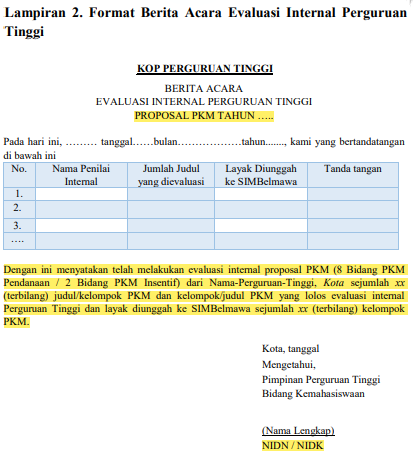 Lampiran 2. Format Berita Acara Evaluasi Internal Perguruan
Tinggi
KOP PERGURUAN TINGGI
BERITA ACARA
EVALUASI INTERNAL PERGURUAN TINGGI
PROPOSAL PKM TAHUN …..
Pada hari ini, ……… tanggal……bulan………………tahun......., kami yang bertandatangan
di bawah ini
No. Nama Penilai Internal Jumlah Judul yang dievaluasi Layak Diunggah ke SIMBelmawa Tanda tangan
1.
2.
3.
….
Dengan ini menyatakan telah melakukan evaluasi internal proposal PKM (8 Bidang PKM
Pendanaan / 2 Bidang PKM Insentif) dari Nama-Perguruan-Tinggi, Kota sejumlah xx
(terbilang) judul/kelompok PKM dan kelompok/judul PKM yang lolos evaluasi internal
Perguruan Tinggi dan layak diunggah ke SIMBelmawa sejumlah xx (terbilang) kelompok
PKM.
Kota, tanggal
Mengetahui,
Pimpinan Perguruan Tinggi
Bidang Kemahasiswaan
(Nama Lengkap)
NIDN / NIDK